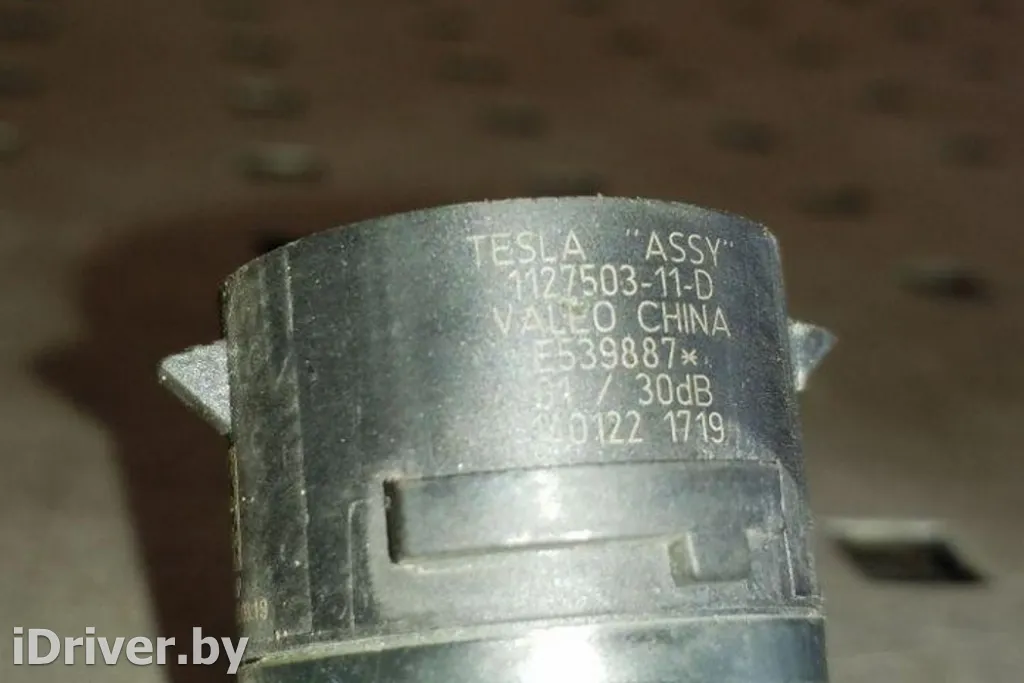 TESLA "ASSY"
1127503-11-D
VALEO CHINA
E539887*
/ 30dB
1719
iDriver.by